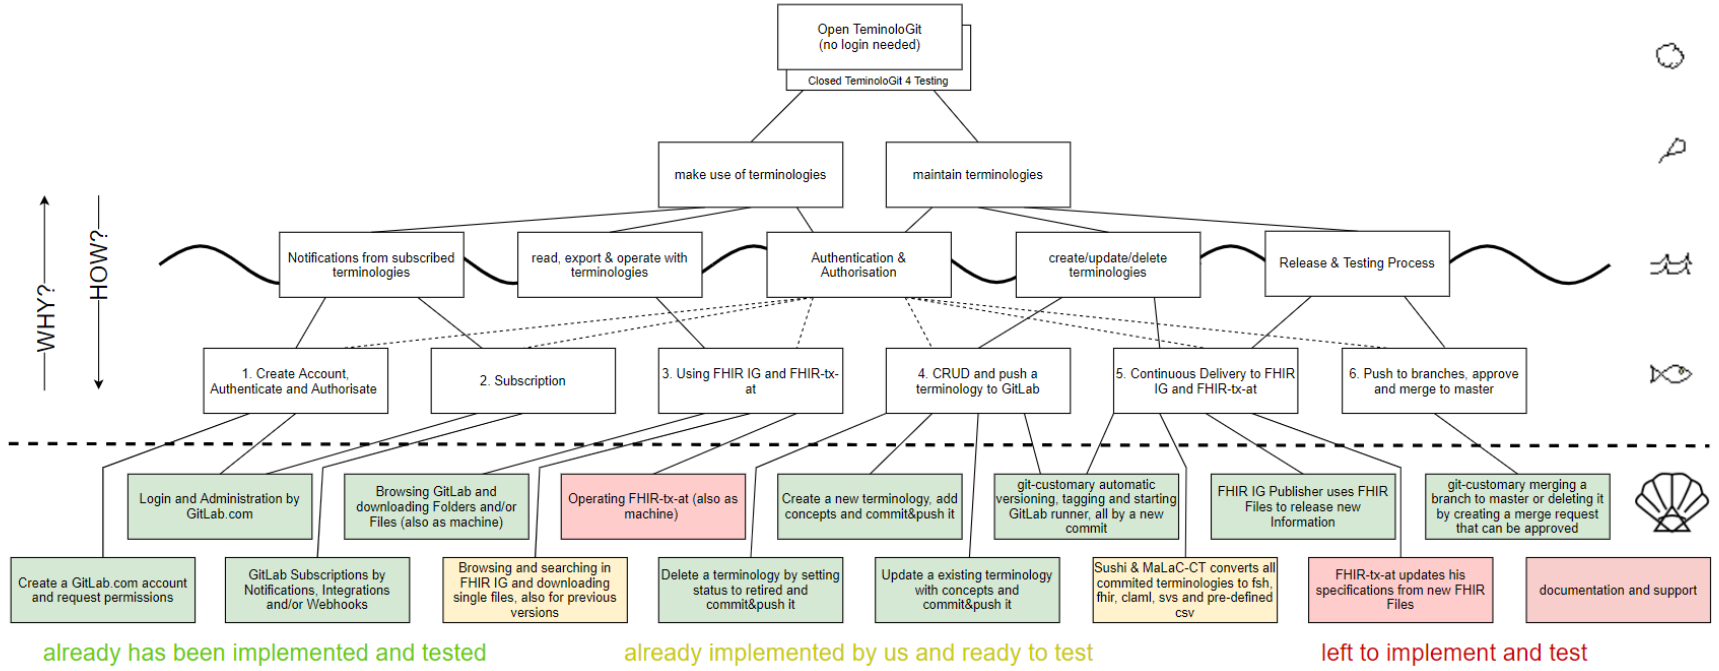 Open TeminoloGit
(no login needed)
Closed TeminoloGit 4 Testing
make use of terminologies
maintain terminologies
WHY?
HOW?
Notifications from subscribed
terminologies
read, export & operate with
terminologies
Authentication &
Authorisation
create/update/delete
terminologies
Release & Testing Process
1. Create Account,
Authenticate and Authorisate
2. Subscription
3. Using FHIR IG and FHIR-tx-
at
4. CRUD and push a
terminology to GitLab
5. Continuous Delivery to FHIR
IG and FHIR-tx-at
6. Push to branches, approve
and merge to master
Login and Administration by
GitLab.com
Browsing GitLab and
downloading Folders and/or
Files (also as machine)
Operating FHIR-tx-at (also as
machine)
Create a new terminology, add
concepts and commit&push it
git-customary automatic
versioning, tagging and starting
GitLab runner, all by a new
commit
FHIR IG Publisher uses FHIR
Files to release new
Information
git-customary merging a
branch to master or deleting it
by creating a merge request
that can be approved
Create a GitLab.com account
and request permissions
GitLab Subscriptions by
Notifications, Integrations
and/or Webhooks
Browsing and searching in
FHIR IG and downloading
single files, also for previous
versions
Delete a terminology by setting
status to retired and
commit&push it
Update a existing terminology
with concepts and
commit&push it
Sushi & MaLaC-CT converts all
commited terminologies to fsh,
fhir, claml, svs and pre-defined
csv
FHIR-tx-at updates his
specifications from new FHIR
Files
documentation and support
already has been implemented and tested
already implemented by us and ready to test
left to implement and test